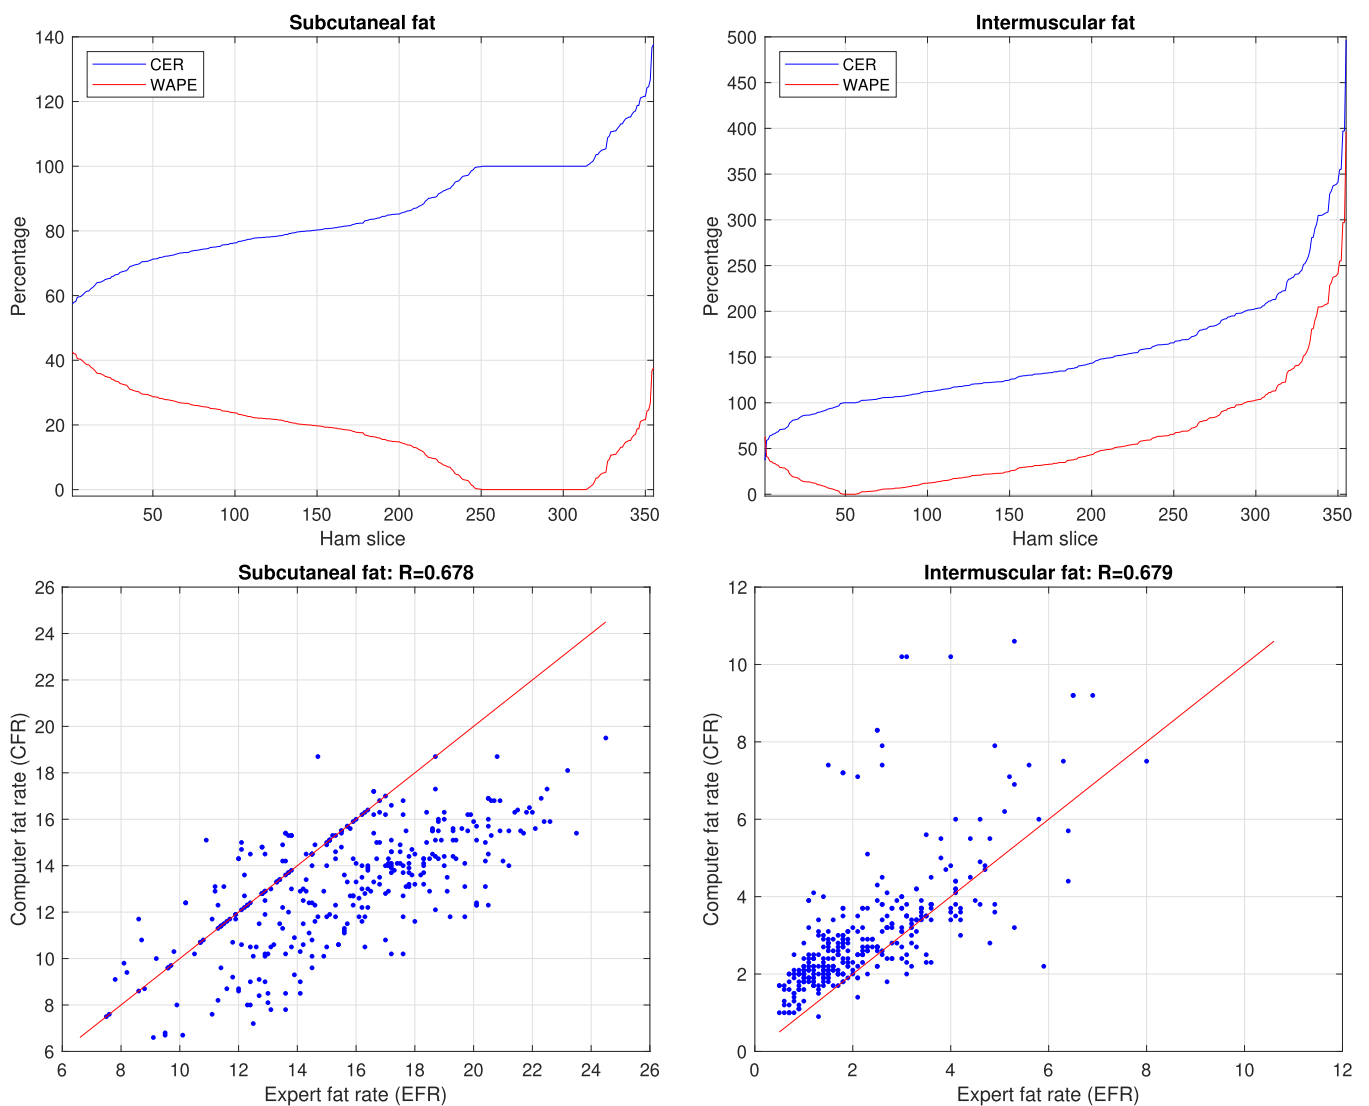 Subcutaneal fat
CER
WAPE
140
120
100
80
60
40
20
0
Percentage
50 100 150 200 250 300 350
Ham slice
Intermuscular fat
CER
WAPE
500
450
400
350
300
250
200
150
100
50
0
Percentage
50 100 150 200 250 300 350
Ham slice
Subcutaneal fat: R=0.678
26
24
22
20
18
16
14
12
10
8
6
Computer fat rate (CFR)
6 8 10 12 14 16 18 20 22 24 26
Expert fat rate (EFR)
Intermuscular fat: R=0.679
12
10
8
6
4
2
0
Computer fat rate (CFR)
0 2 4 6 8 10 12
Expert fat rate (EFR)